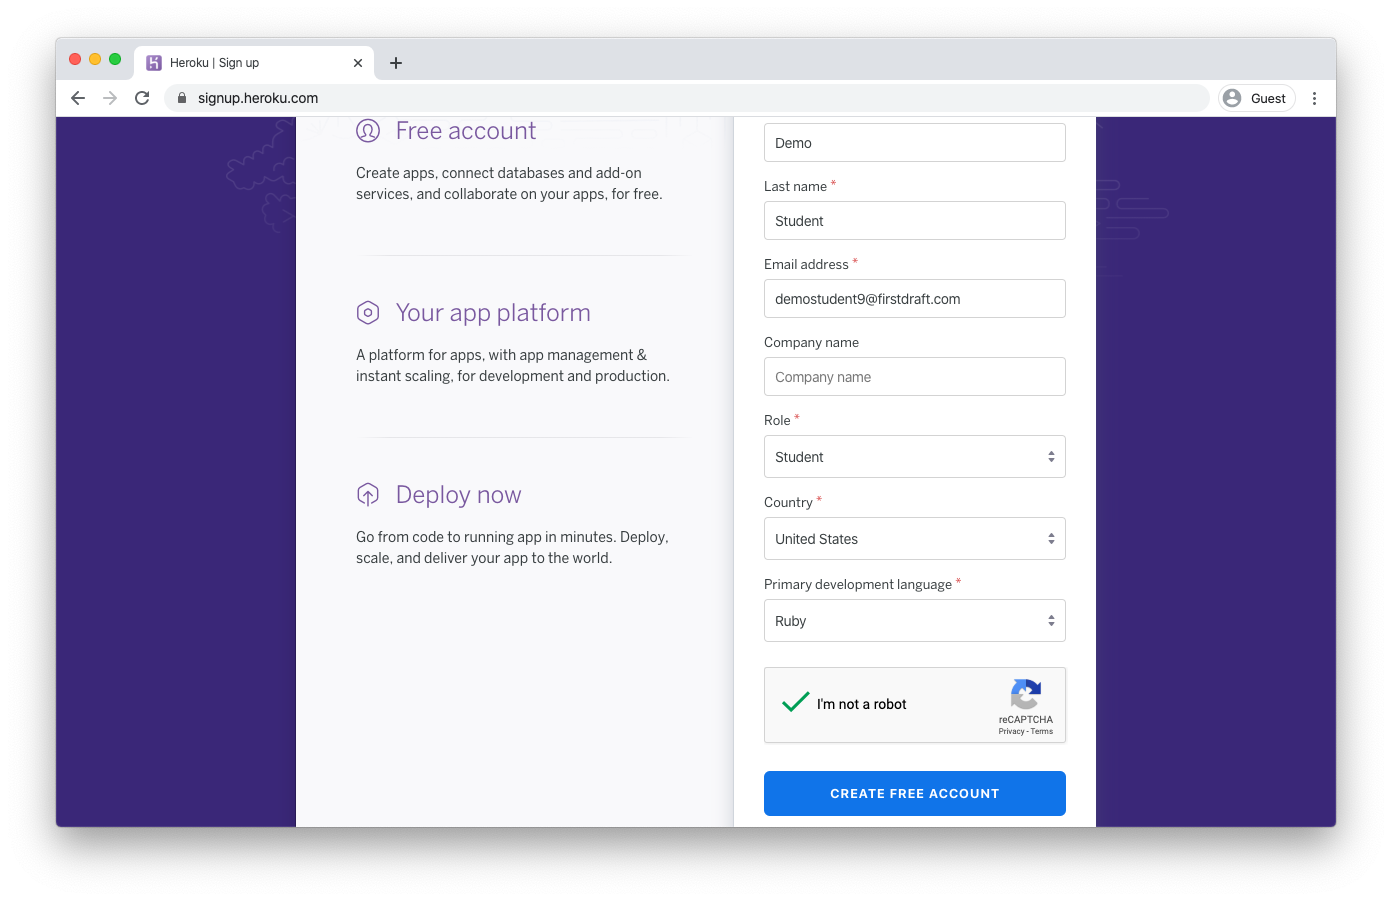 Heroku | Sign up
signup.heroku.com
Guest
Free account
Create apps, connect databases and add-on
services, and collaborate on your apps, for free.
Your app platform
A platform for apps, with app management &
instant scaling, for development and production.
Deploy now
Go from code to running app in minutes. Deploy,
scale, and deliver your app to the world.
Demo
Last name *
Student
Email address *
demostudent9@firstdraft.com
Company name
Company name
Role *
Student
Country *
United States
Primary development language *
Ruby
I'm not a robot
reCAPTCHA
Privacy - Terms
CREATE FREE ACCOUNT